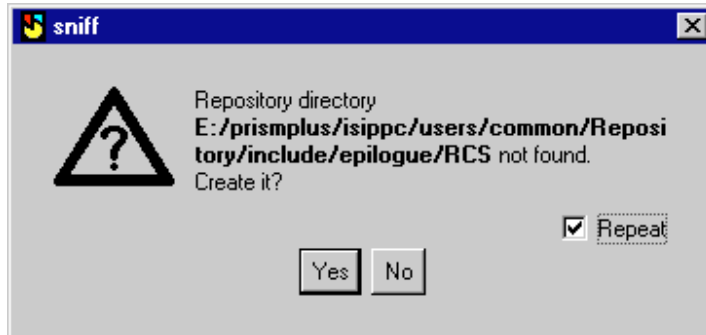 sniff
Repository directory
E:/prismplus/isippc/users/common/Reposi
tory/include/epilogue/RCS not found.
Create it?
Repeat
Yes No